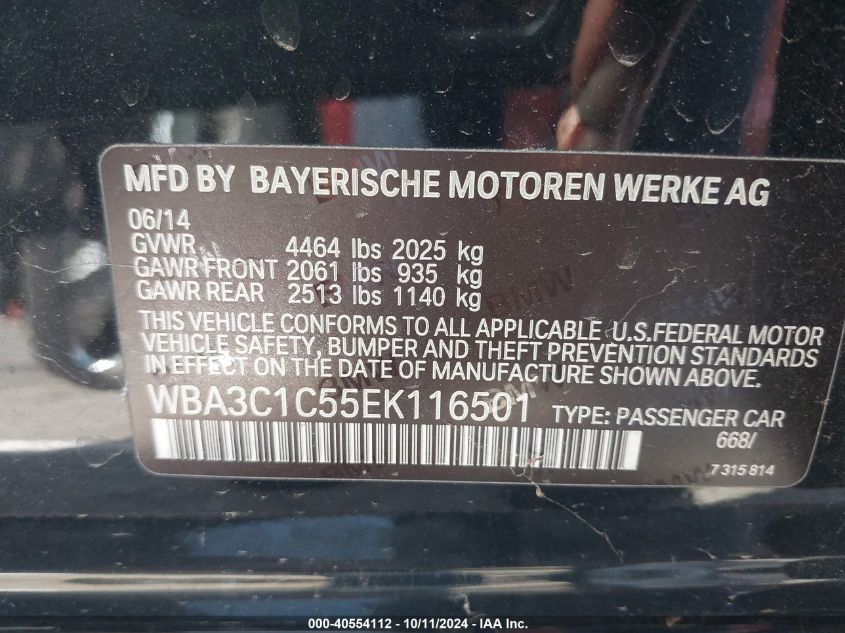 MFD BY BAYERISCHE MOTOREN WERKE AG
06/14
GVWR 4464 lbs 2025 kg
GAWR FRONT 2061 lbs 935 kg
GAWR REAR 2513 lbs 1140 kg
THIS VEHICLE CONFORMS TO ALL APPLICABLE U.S.FEDERAL MOTOR
VEHICLE SAFETY, BUMPER AND THEFT PREVENTION STANDARDS
IN EFFECT ON THE DATE OF MANUFACTURE SHOWN ABOVE.
WBA3C1C55EK116501 TYPE: PASSENGER CAR
668/
7 315 814
000-40554112 - 10/11/2024 - IAA Inc.